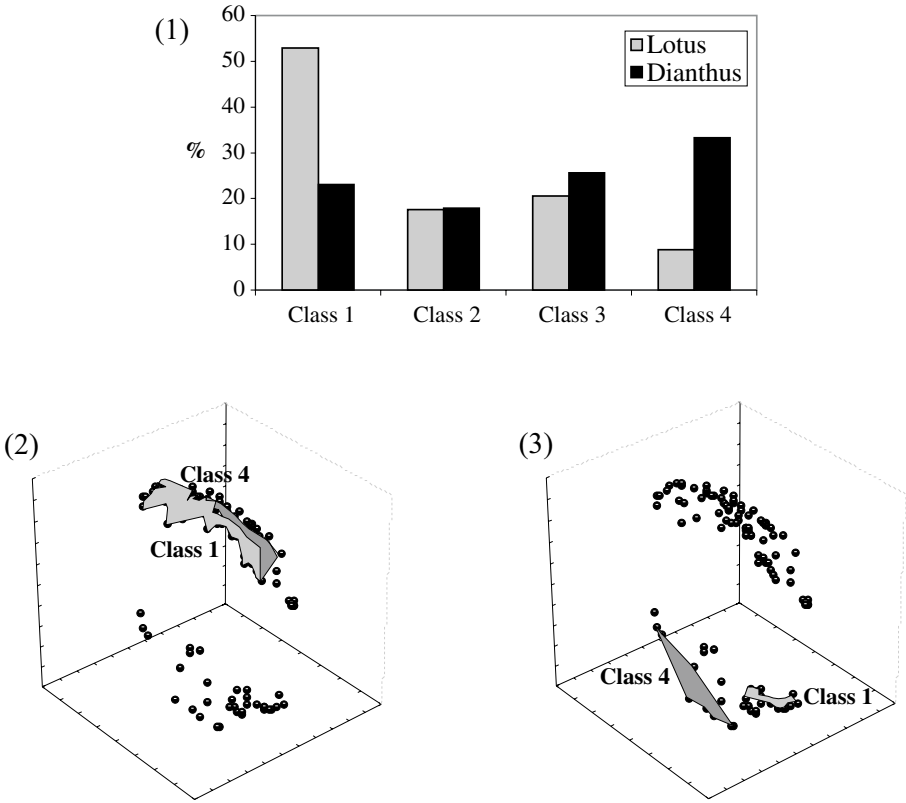 (1)
60
50
40
30
20
10
0
%
Lotus
Dianthus
Class 1
Class 2
Class 3
Class 4
(2)
Class 4
Class 1
(3)
Class 4
Class 1